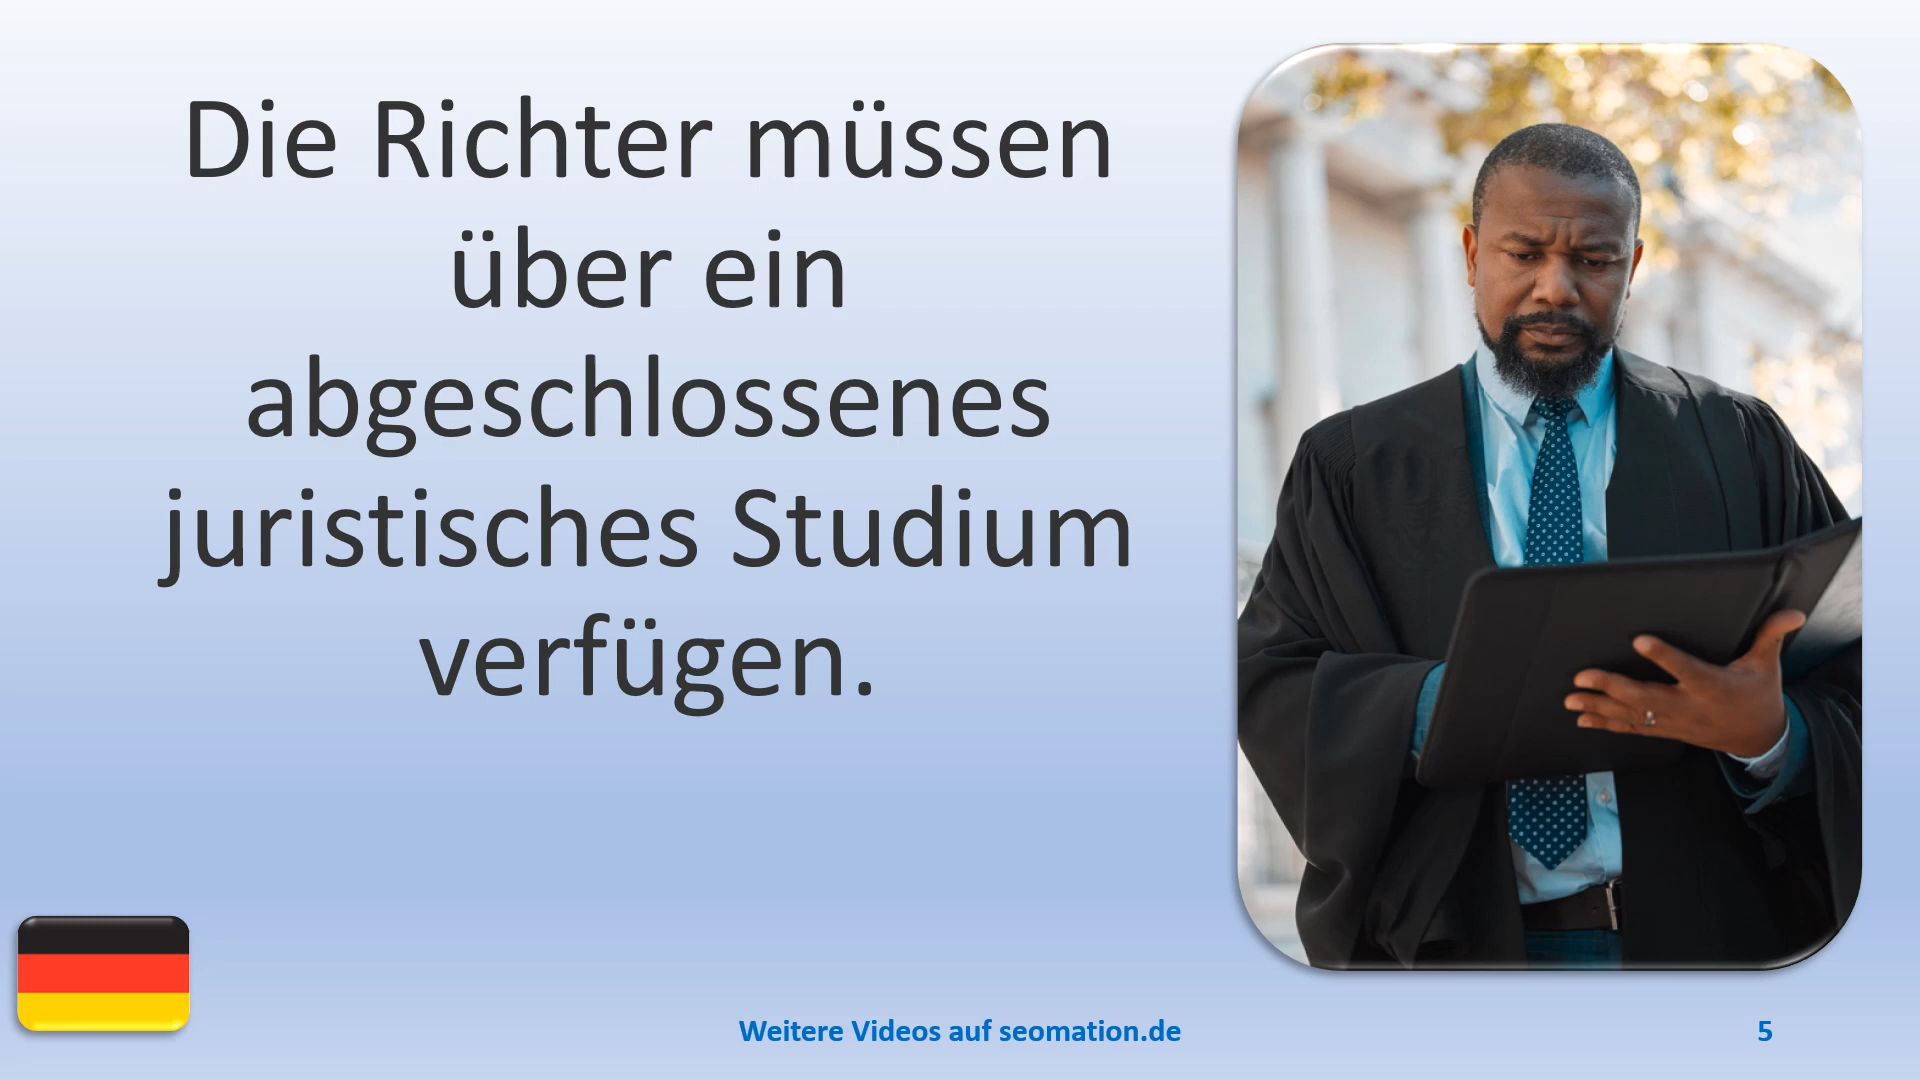 Die Richter müssen
über ein
abgeschlossenes
juristisches Studium
verfügen.
Weitere Videos auf seomation.de
5